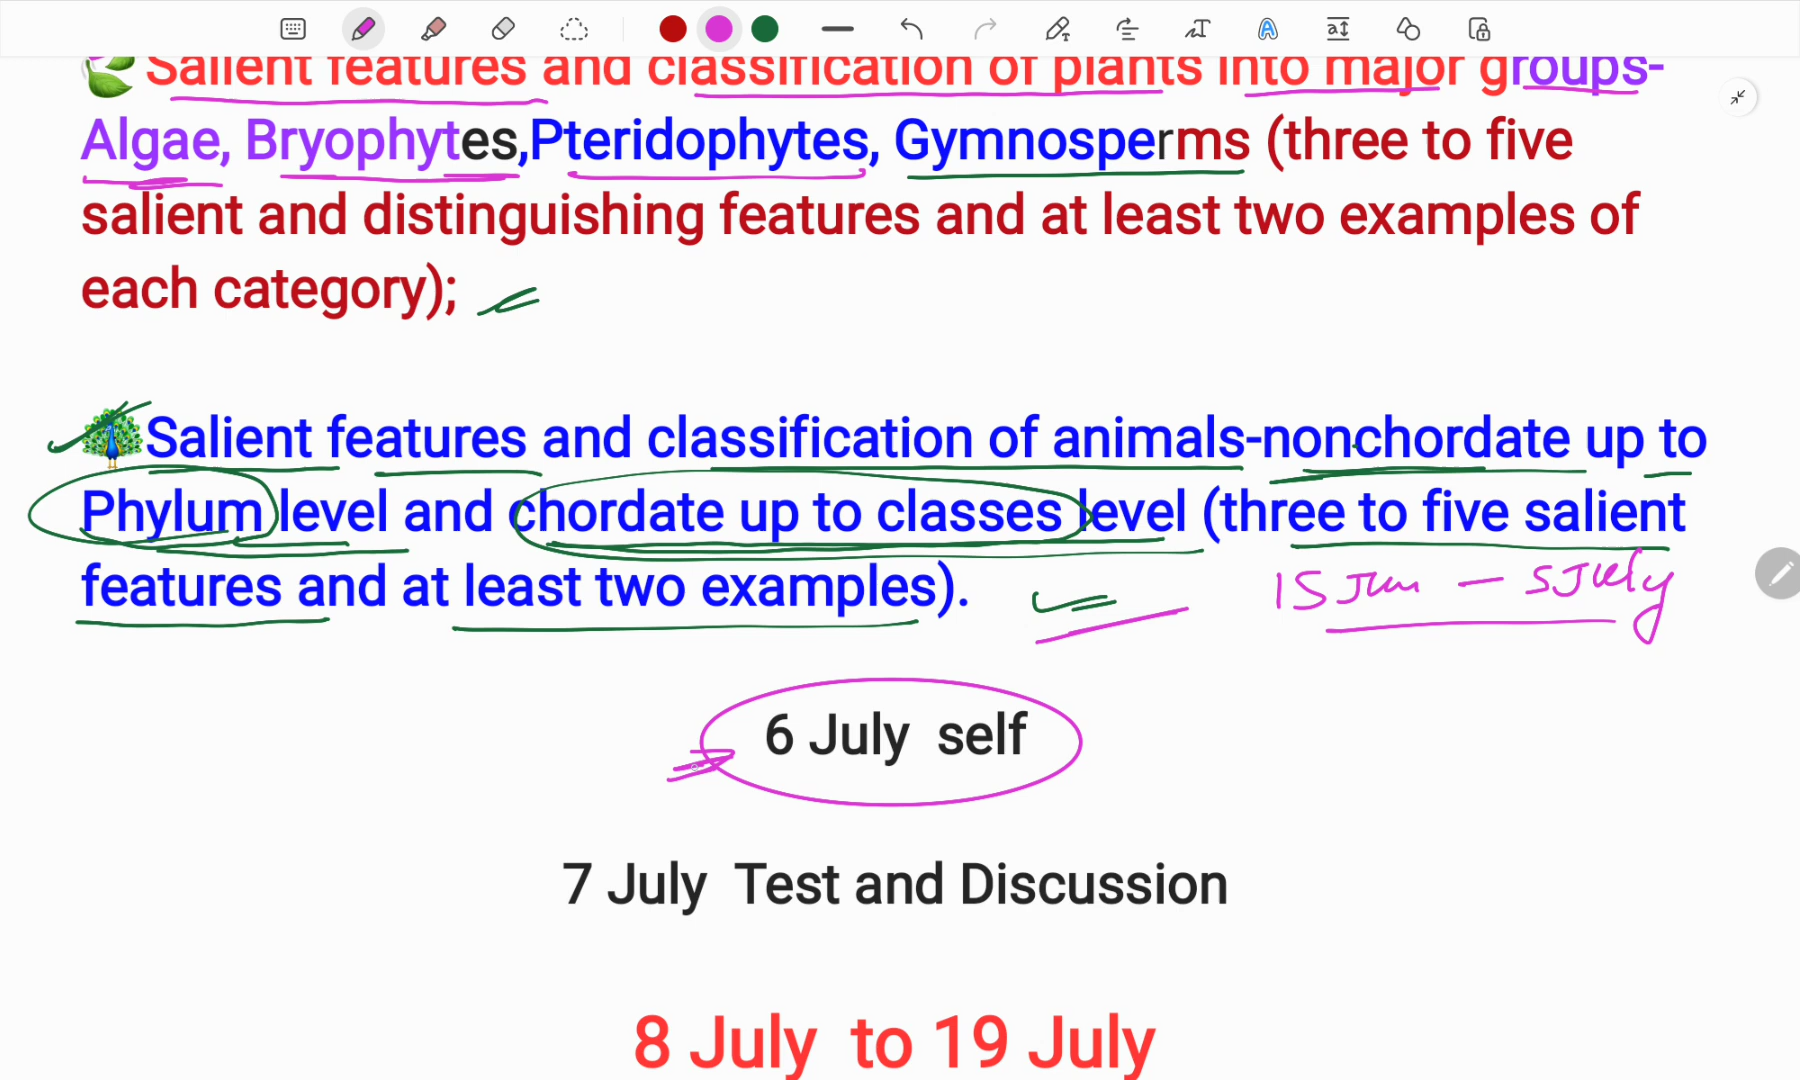 Salient features and classification of plants into major groups-
Algae, Bryophytes,Pteridophytes, Gymnosperms (three to five
salient and distinguishing features and at least two examples of
each category);
Salient features and classification of animals-nonchordate up to
Phylum level and chordate up to classes level (three to five salient
features and at least two examples).
15 Jun - 5 July
6 July self
7 July Test and Discussion
8 July to 19 July